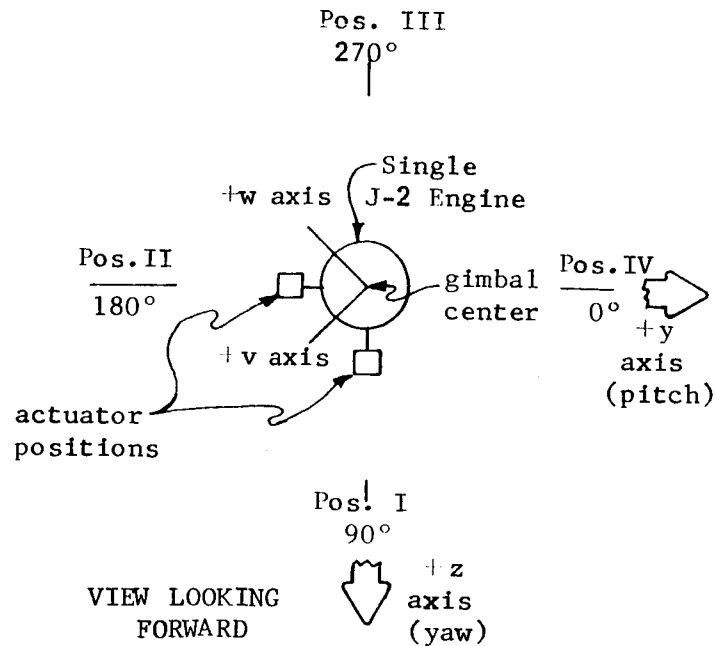 Pos. III
270°
Single
J-2 Engine
+w axis
Pos.II
180°
gimbal
center
Pos.IV
0°
+y
axis
(pitch)
+v axis
actuator
positions
Pos. I
90°
+z
axis
(yaw)
VIEW LOOKING
FORWARD